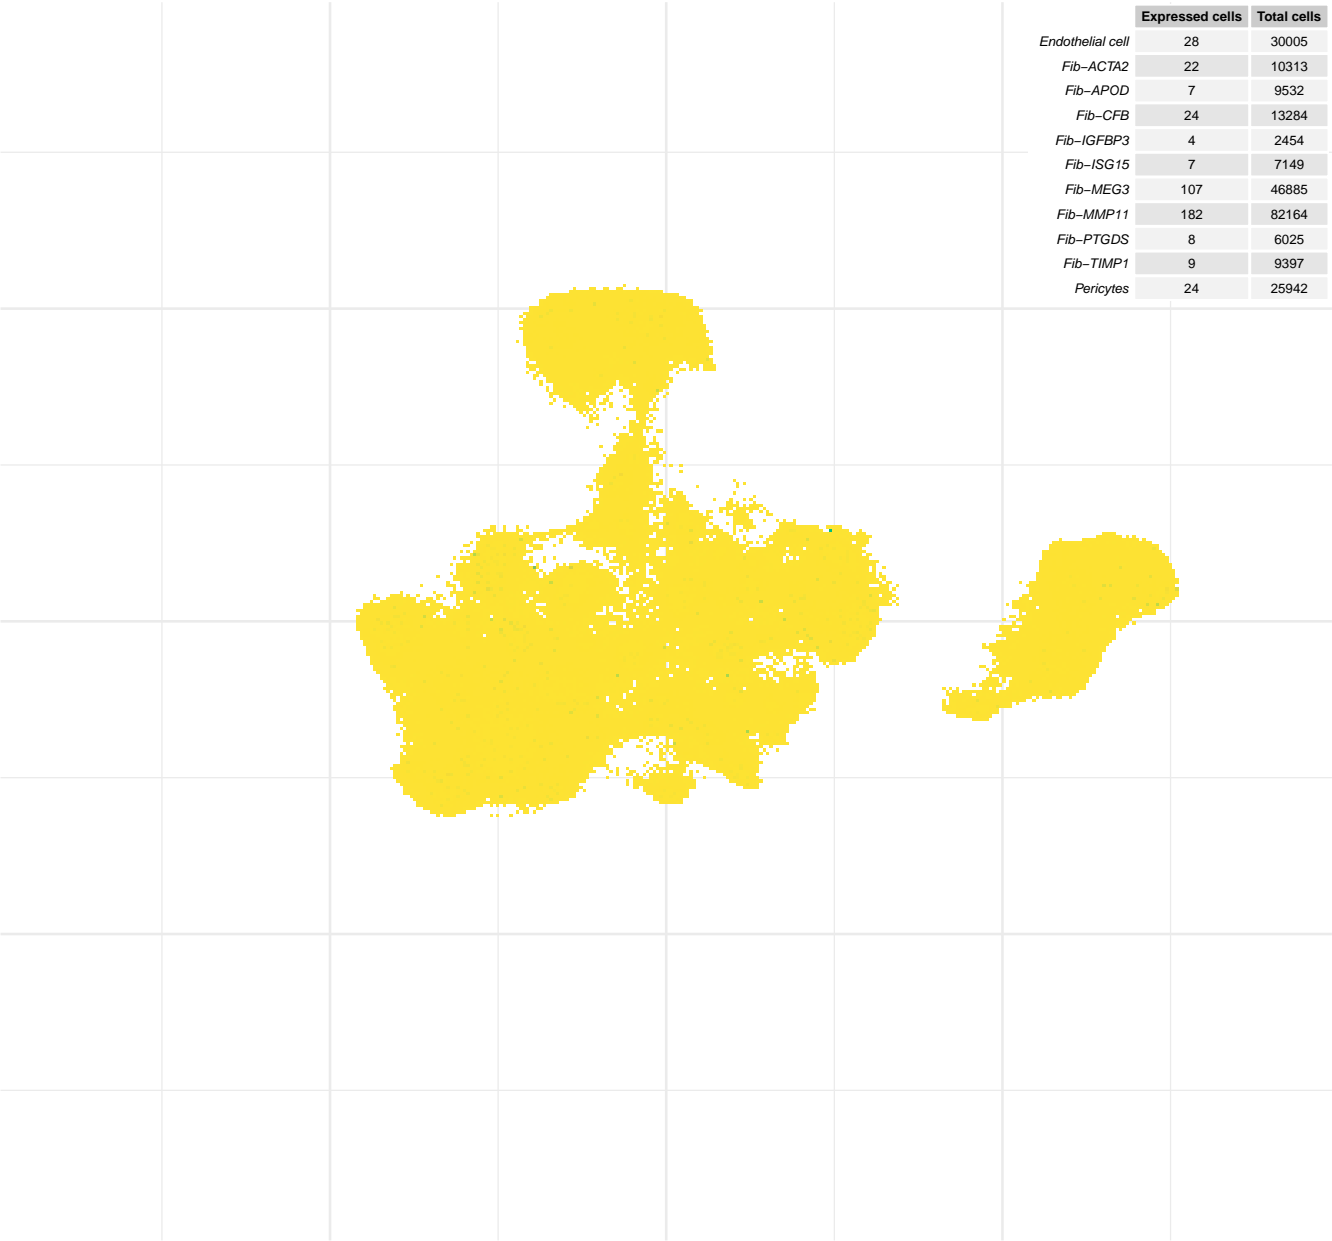 Expressed cells Total cells
Endothelial cell 28 30005
Fib−ACTA2 22 10313
Fib−APOD 7 9532
Fib−CFB 24 13284
Fib−IGFBP3 4 2454
Fib−ISG15 7 7149
Fib−MEG3 107 46885
Fib−MMP11 182 82164
Fib−PTGDS 8 6025
Fib−TIMP1 9 9397
Pericytes 24 25942